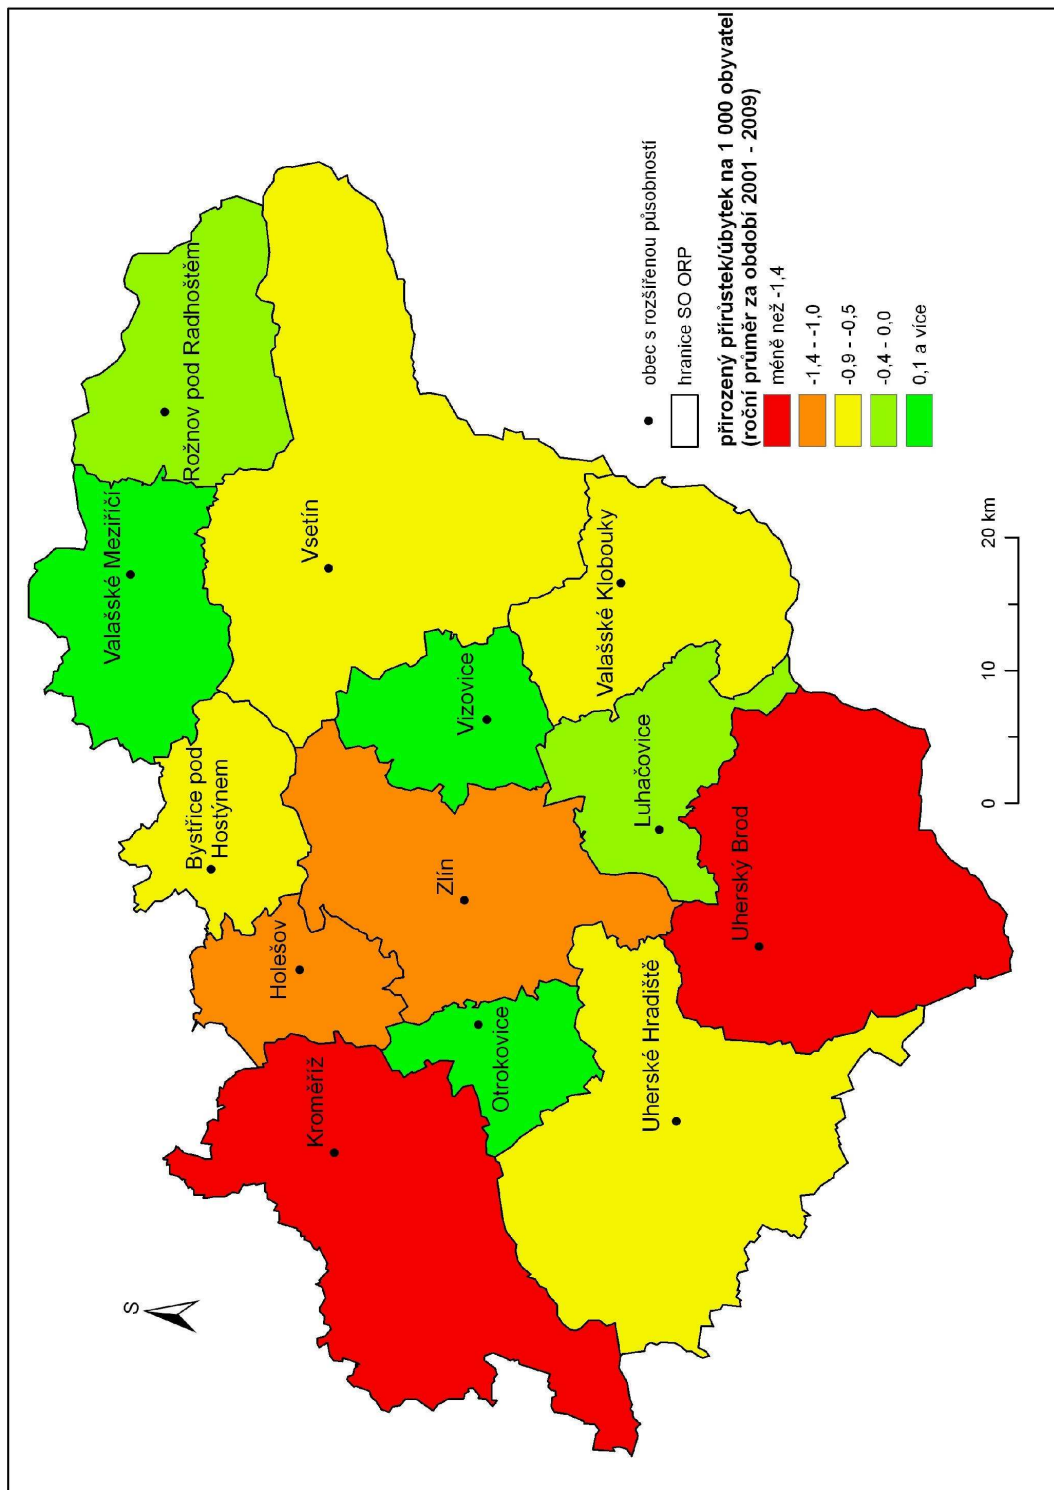 S
Valašské Meziříčí
Rožnov pod Radhoštěm
Bystřice pod
Hostýnem
Holešov
Kroměříž
Vsetín
Zlín
Vizovice
Otrokovice
Valašské Klobouky
Luhačovice
Uherské Hradiště
Uherský Brod
obec s rozšířenou působností
hranice SO ORP
přirozený přírůstek/úbytek na 1 000 obyvatel
(roční průměr za období 2001 - 2009)
méně než -1,4
-1,4 - -1,0
-0,9 - -0,5
-0,4 - 0,0
0,1 a více
0 10 20 km